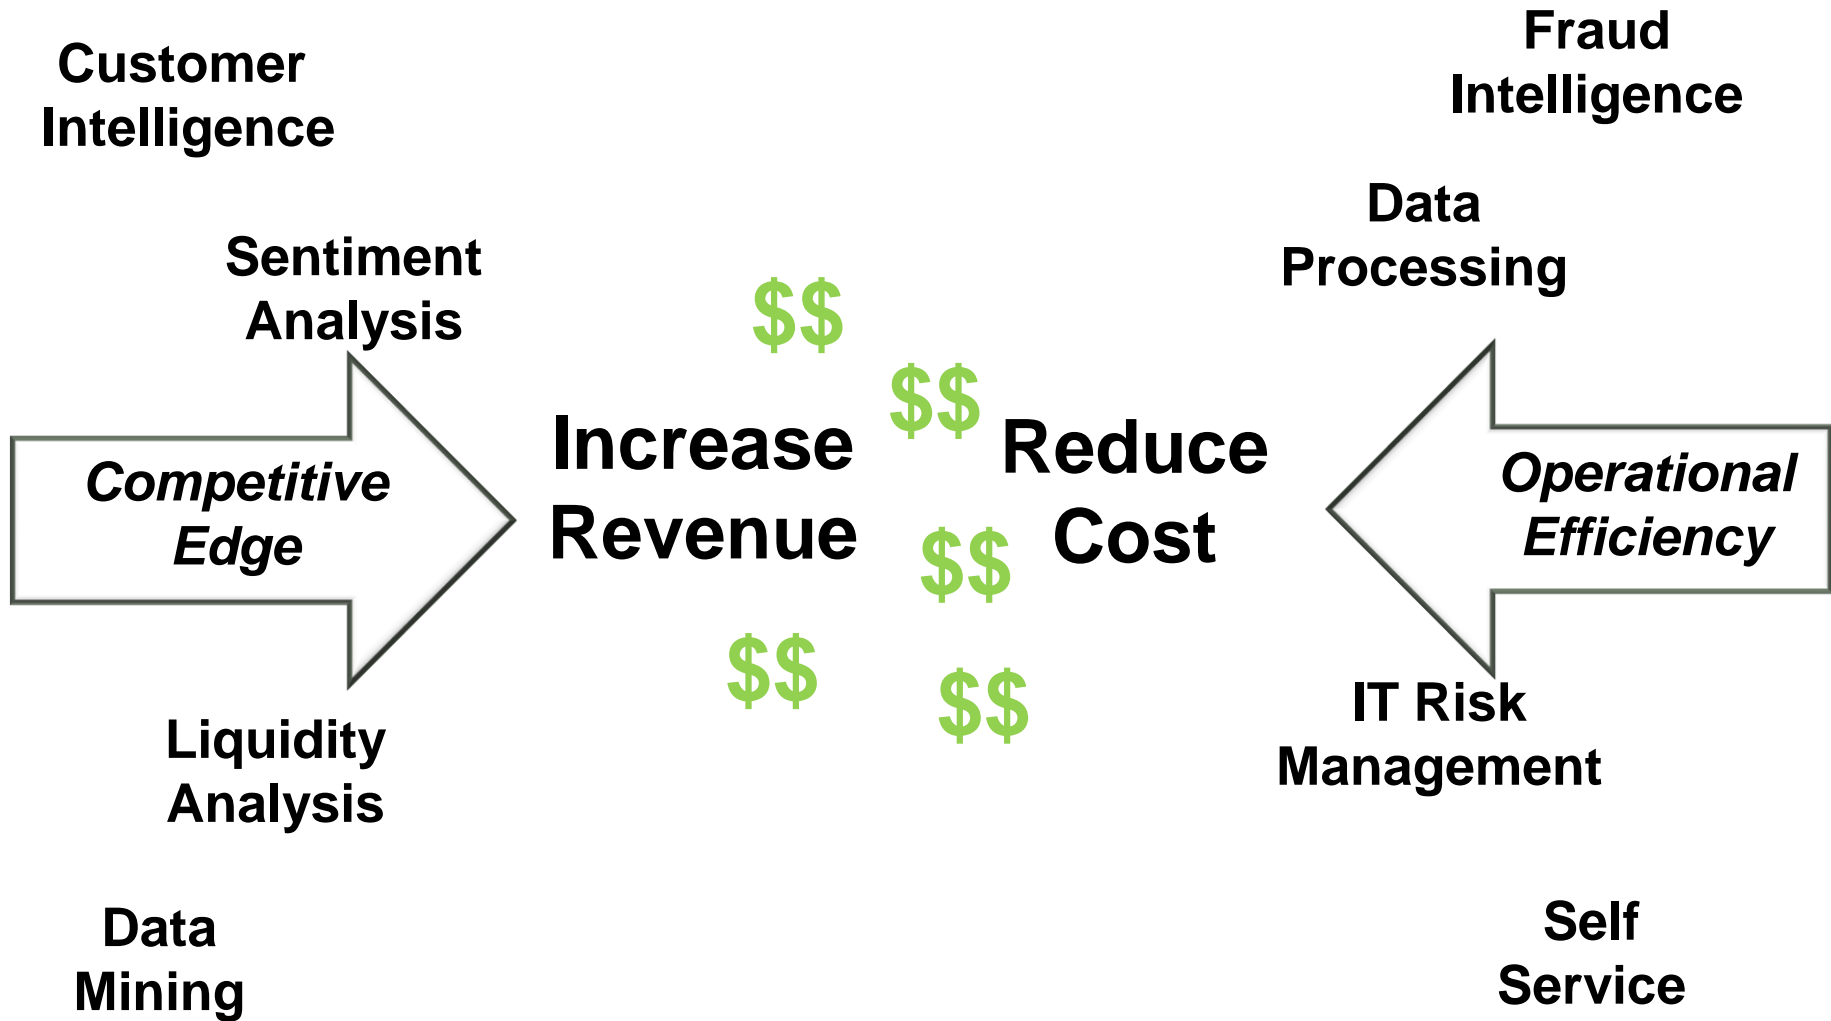 Customer
Intelligence
Sentiment
Analysis
Competitive
Edge
Liquidity
Analysis
Data
Mining
$$
$$
Increase
Revenue
Reduce
Cost
$$
$$
$$
Fraud
Intelligence
Data
Processing
Operational
Efficiency
IT Risk
Management
Self
Service